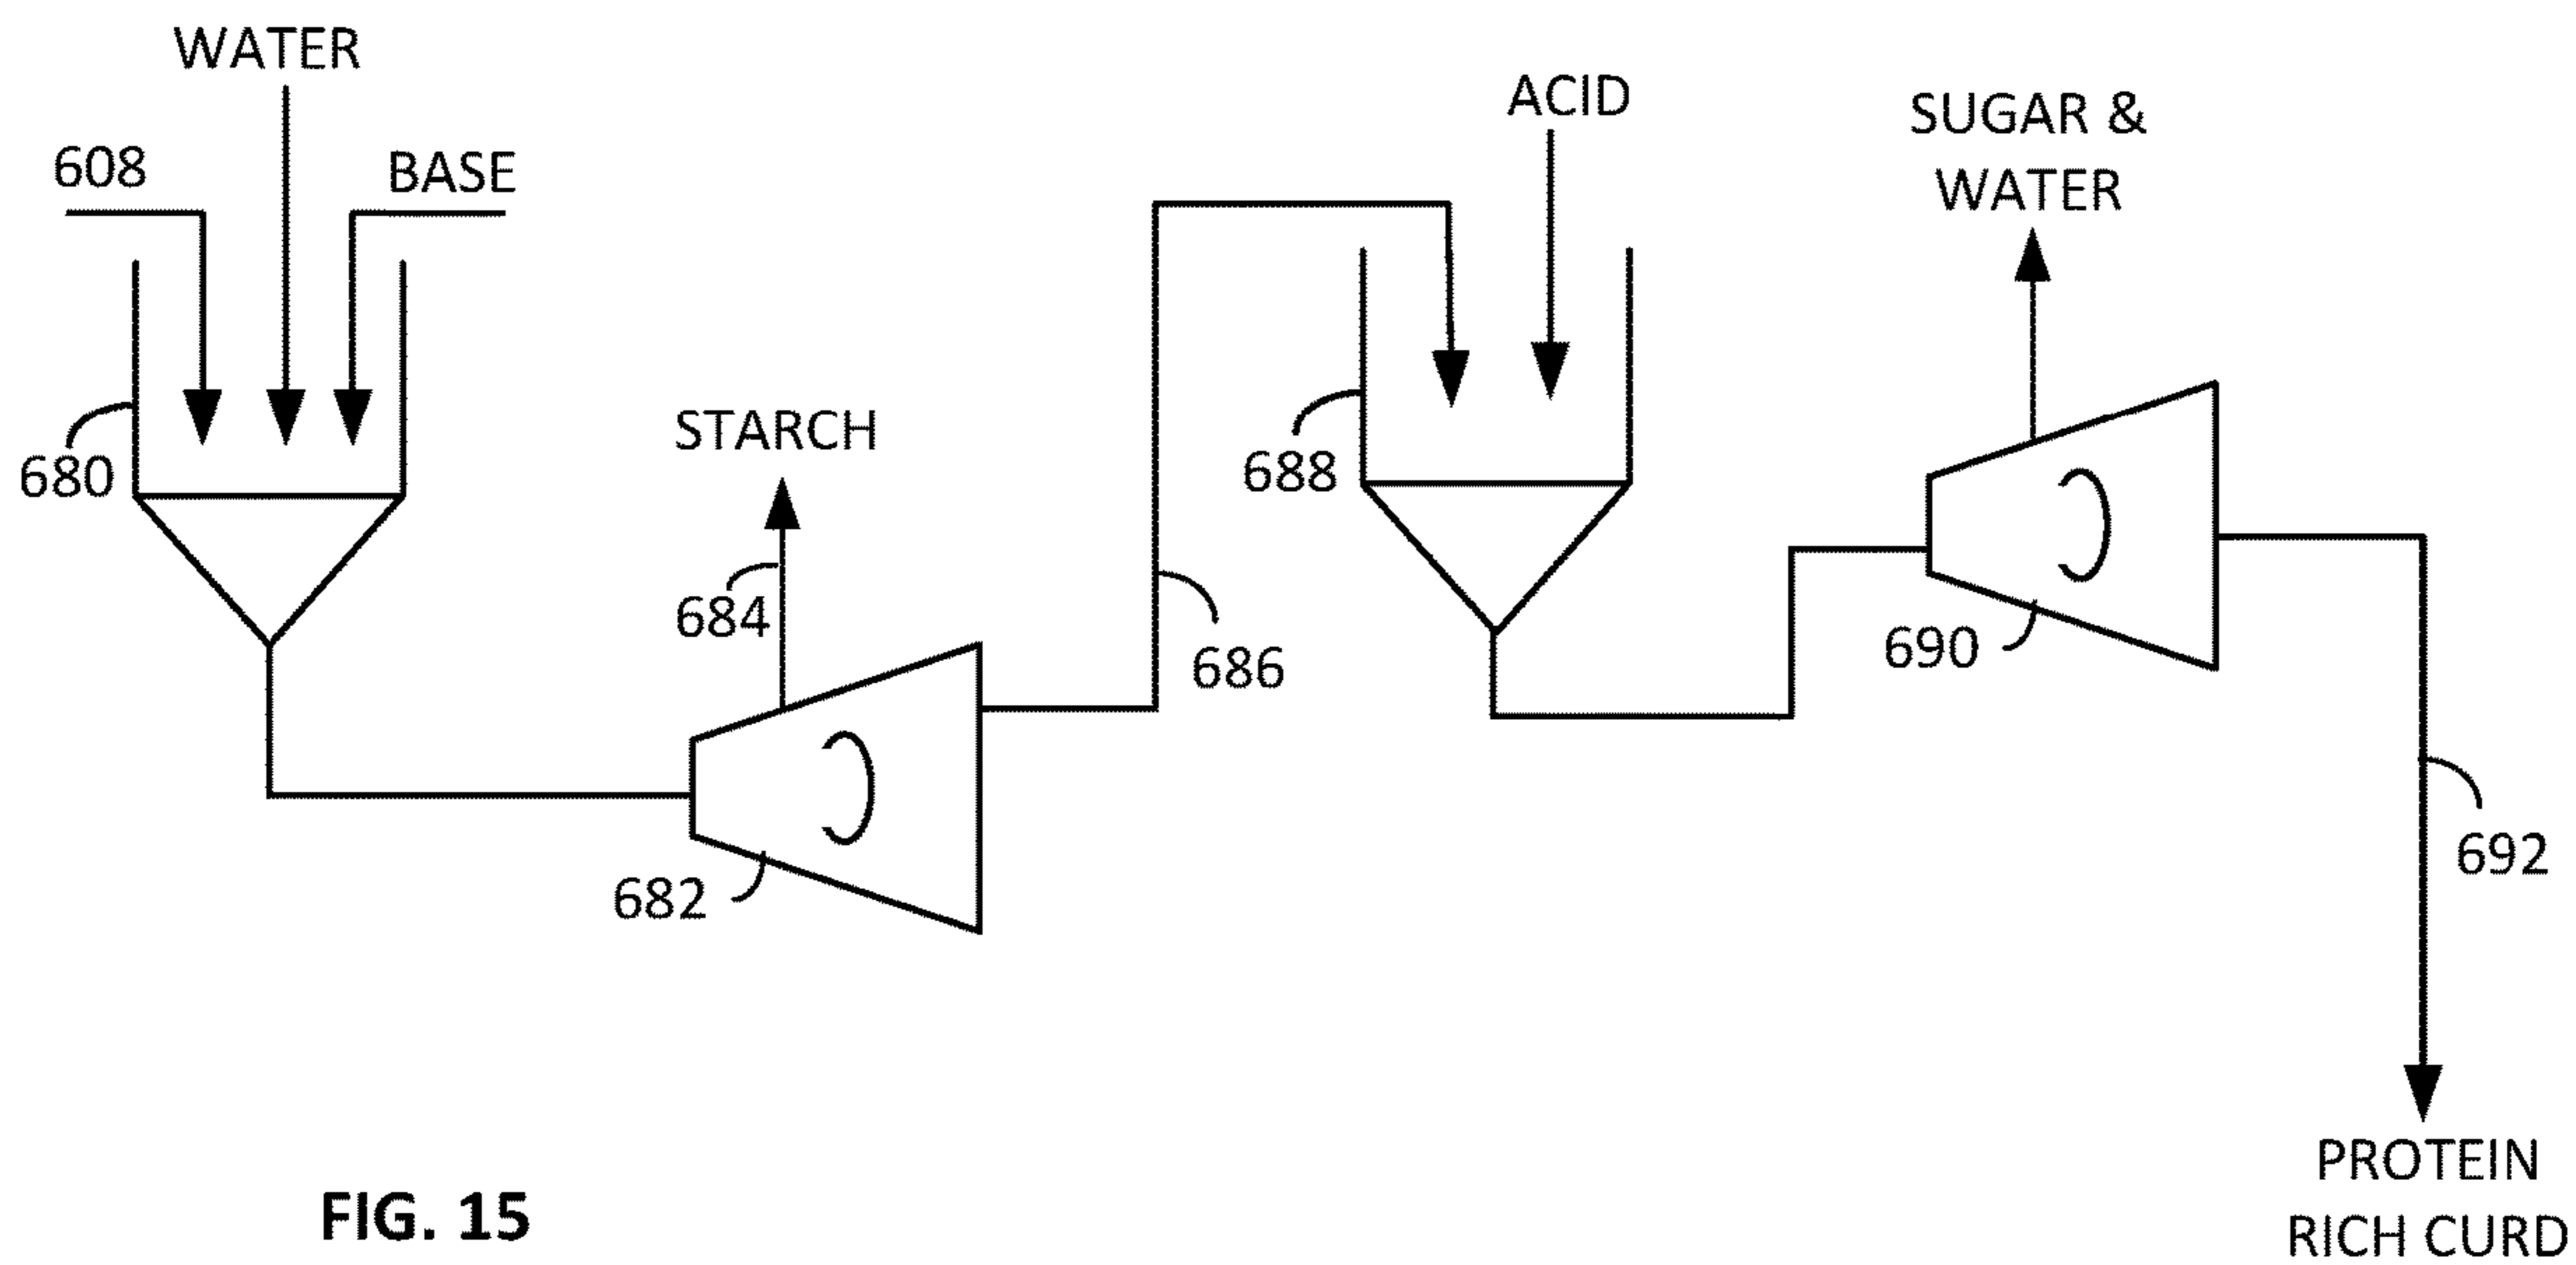 WATER
608
BASE
680
STARCH
684
682
686
ACID
688
SUGAR &
WATER
690
692
PROTEIN
RICH CURD
FIG. 15